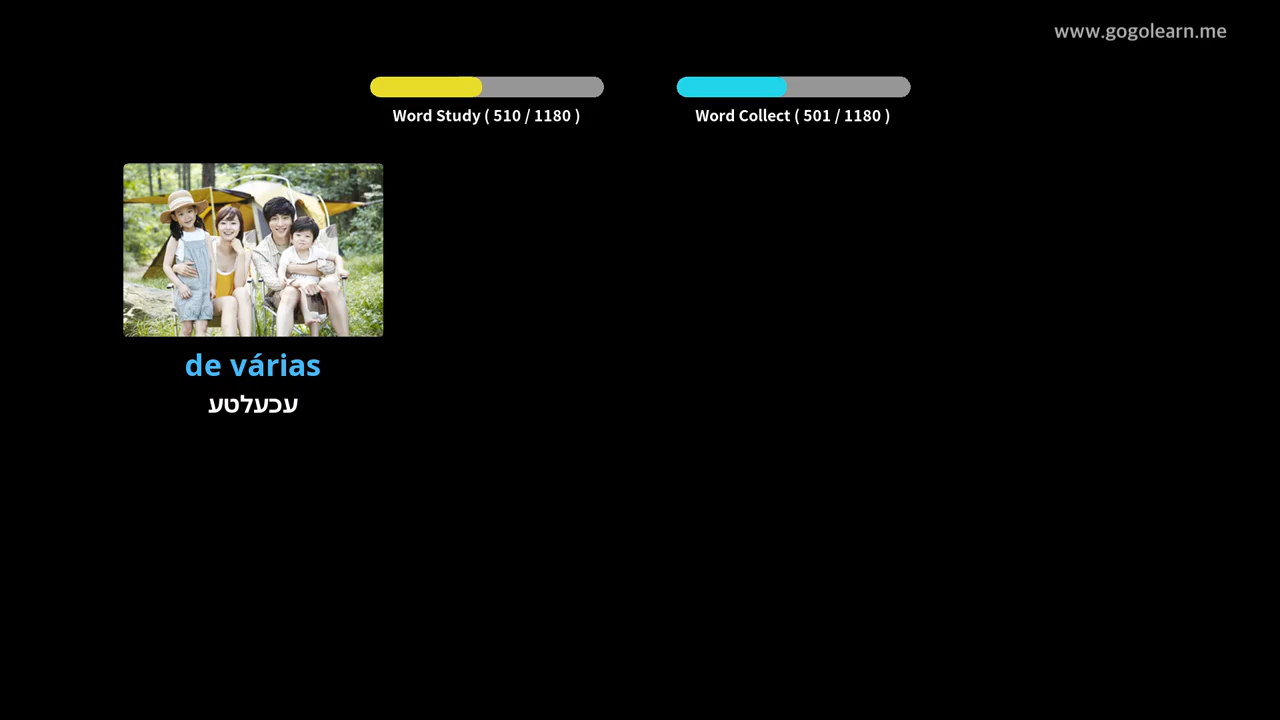 www.gogolearn.me
Word Study ( 510 / 1180 )
Word Collect ( 501 / 1180 )
de várias
עכעלטע